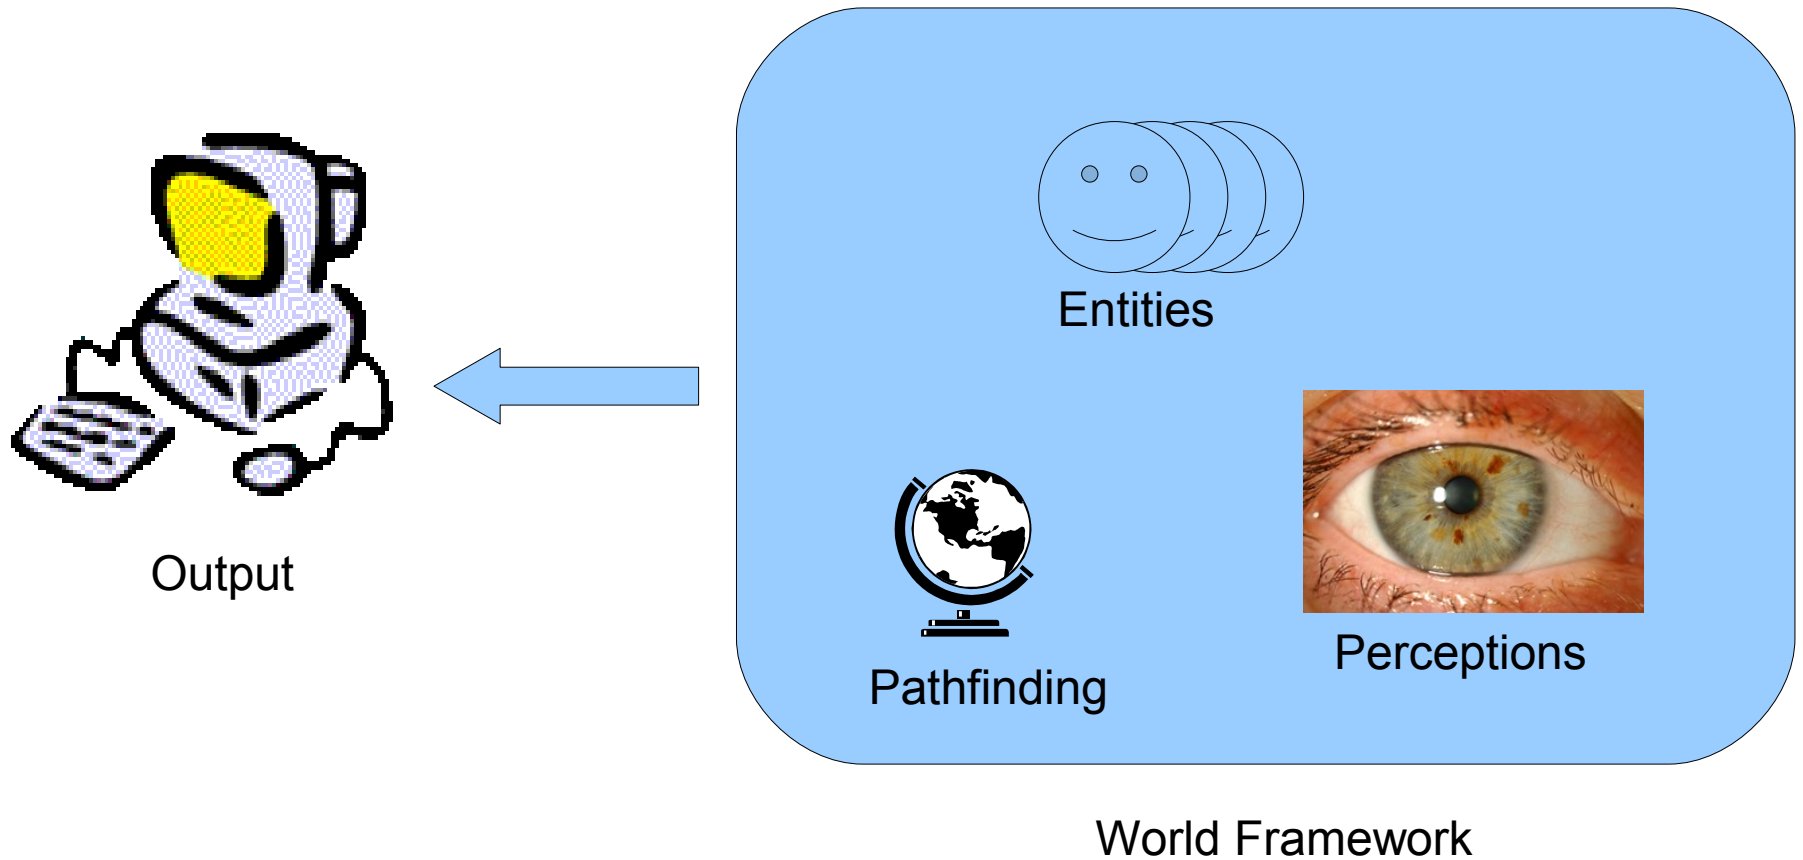 Entities
Output
Perceptions
Pathfinding
World Framework